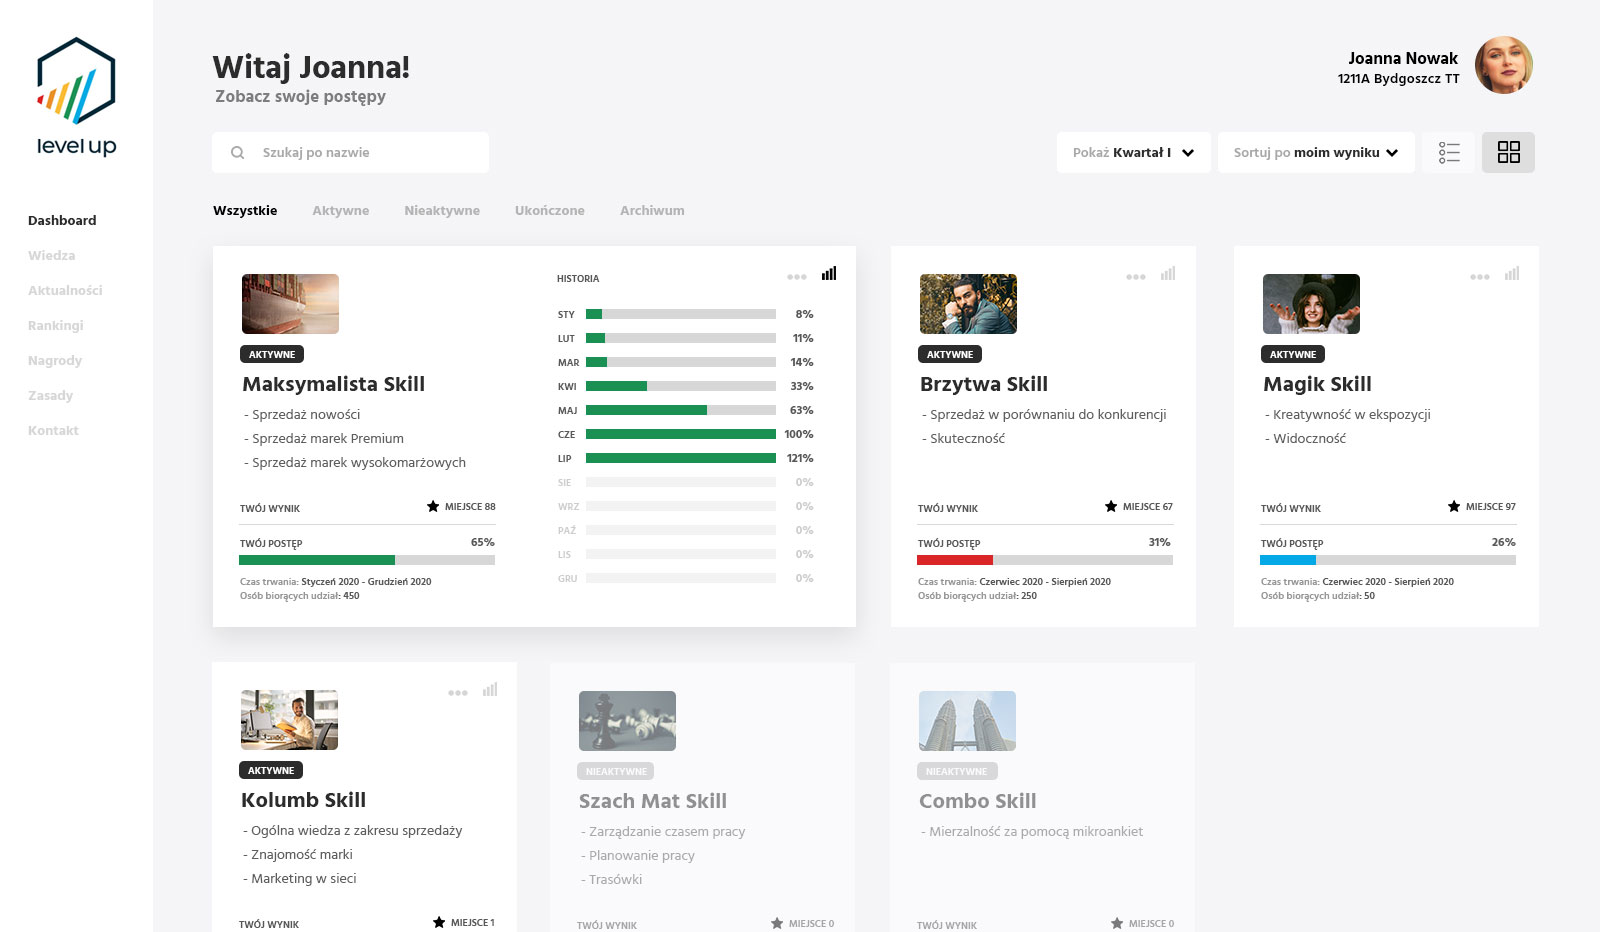 level up
Dashboard
Wiedza
Aktualności
Rankingi
Nagrody
Zasady
Kontakt
Witaj Joanna!
Zobacz swoje postępy
Joanna Nowak
1211A Bydgoszcz TT
Szukaj po nazwie
Pokaż Kwartał I
Sortuj po moim wyniku
Wszystkie Aktywne Nieaktywne Ukończone Archiwum
AKTYWNE
Maksymalista Skill
- Sprzedaż nowości
- Sprzedaż marek Premium
- Sprzedaż marek wysokomarżowych
TWÓJ WYNIK MIEJSCE 88
TWÓJ POSTĘP 65%
Czas trwania: Styczeń 2020 - Grudzień 2020
Osób biorących udział: 450
HISTORIA
STY 8%
LUT 11%
MAR 14%
KWI 33%
MAJ 63%
CZE 100%
LIP 121%
SIE 0%
WRZ 0%
PAŹ 0%
LIS 0%
GRU 0%
AKTYWNE
Brzytwa Skill
- Sprzedaż w porównaniu do konkurencji
- Skuteczność
TWÓJ WYNIK MIEJSCE 67
TWÓJ POSTĘP 31%
Czas trwania: Czerwiec 2020 - Sierpień 2020
Osób biorących udział: 250
AKTYWNE
Magik Skill
- Kreatywność w ekspozycji
- Widoczność
TWÓJ WYNIK MIEJSCE 97
TWÓJ POSTĘP 26%
Czas trwania: Czerwiec 2020 - Sierpień 2020
Osób biorących udział: 50
AKTYWNE
Kolumb Skill
- Ogólna wiedza z zakresu sprzedaży
- Znajomość marki
- Marketing w sieci
TWÓJ WYNIK MIEJSCE 1
NIEAKTYWNE
Szach Mat Skill
- Zarządzanie czasem pracy
- Planowanie pracy
- Trasówki
TWÓJ WYNIK MIEJSCE 0
NIEAKTYWNE
Combo Skill
- Mierzalność za pomocą mikroankiet
TWÓJ WYNIK MIEJSCE 0